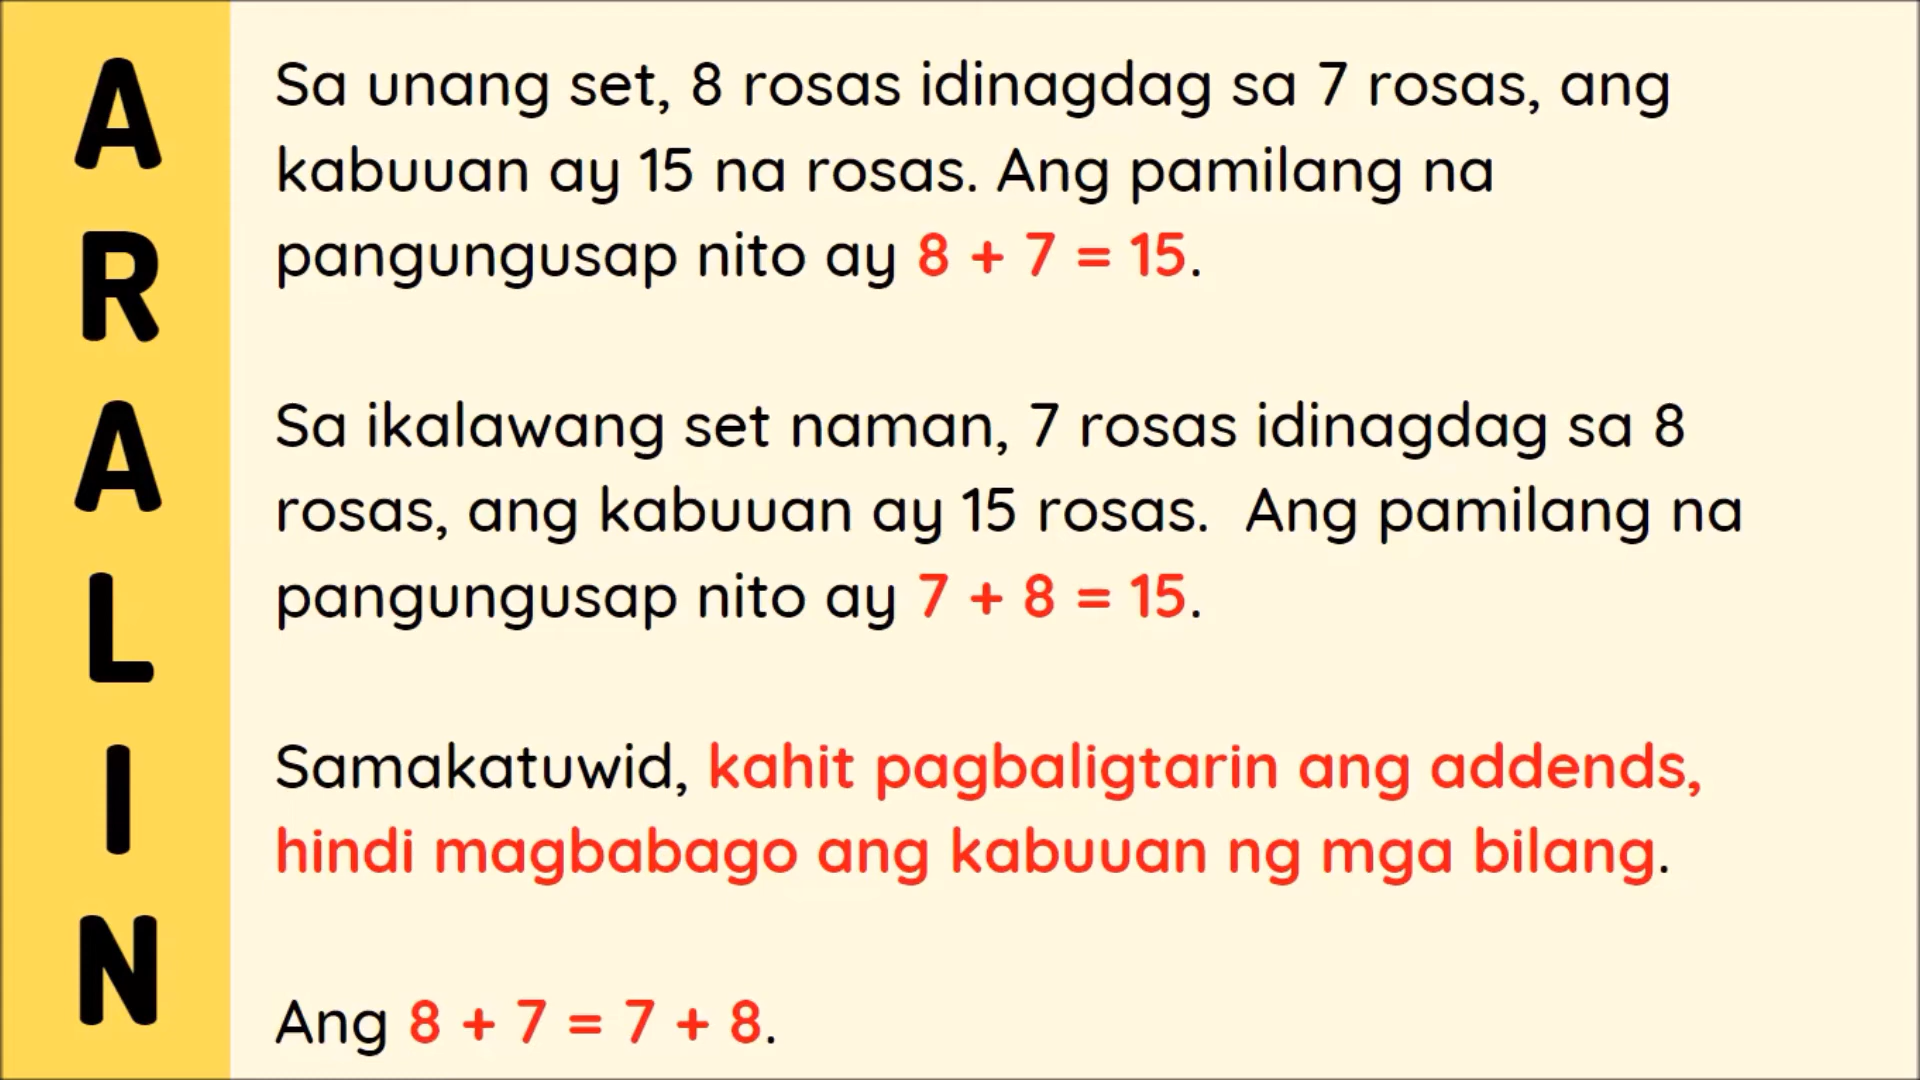 ARALIN
Sa unang set, 8 rosas idinagdag sa 7 rosas, ang
kabuuan ay 15 na rosas. Ang pamilang na
pangungusap nito ay 8 + 7 = 15.
Sa ikalawang set naman, 7 rosas idinagdag sa 8
rosas, ang kabuuan ay 15 rosas.  Ang pamilang na
pangungusap nito ay 7 + 8 = 15.
Samakatuwid, kahit pagbaligtarin ang addends,
hindi magbabago ang kabuuan ng mga bilang.
Ang 8 + 7 = 7 + 8.